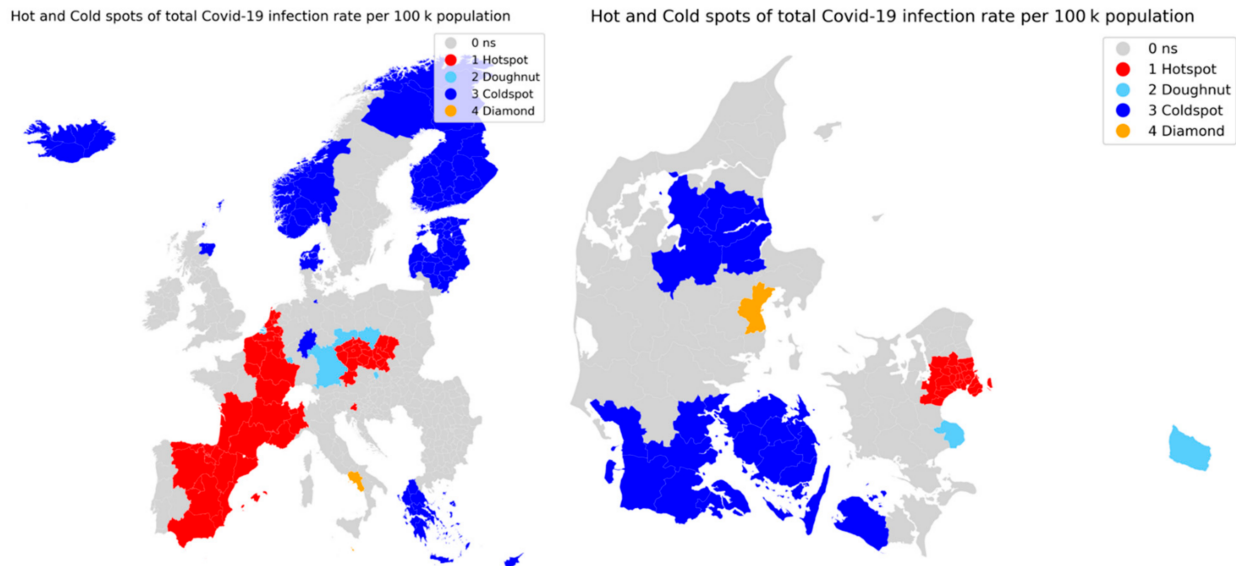 Hot and Cold spots of total Covid-19 infection rate per 100 k population
0 ns
1 Hotspot
2 Doughnut
3 Coldspot
4 Diamond
Hot and Cold spots of total Covid-19 infection rate per 100 k population
0 ns
1 Hotspot
2 Doughnut
3 Coldspot
4 Diamond